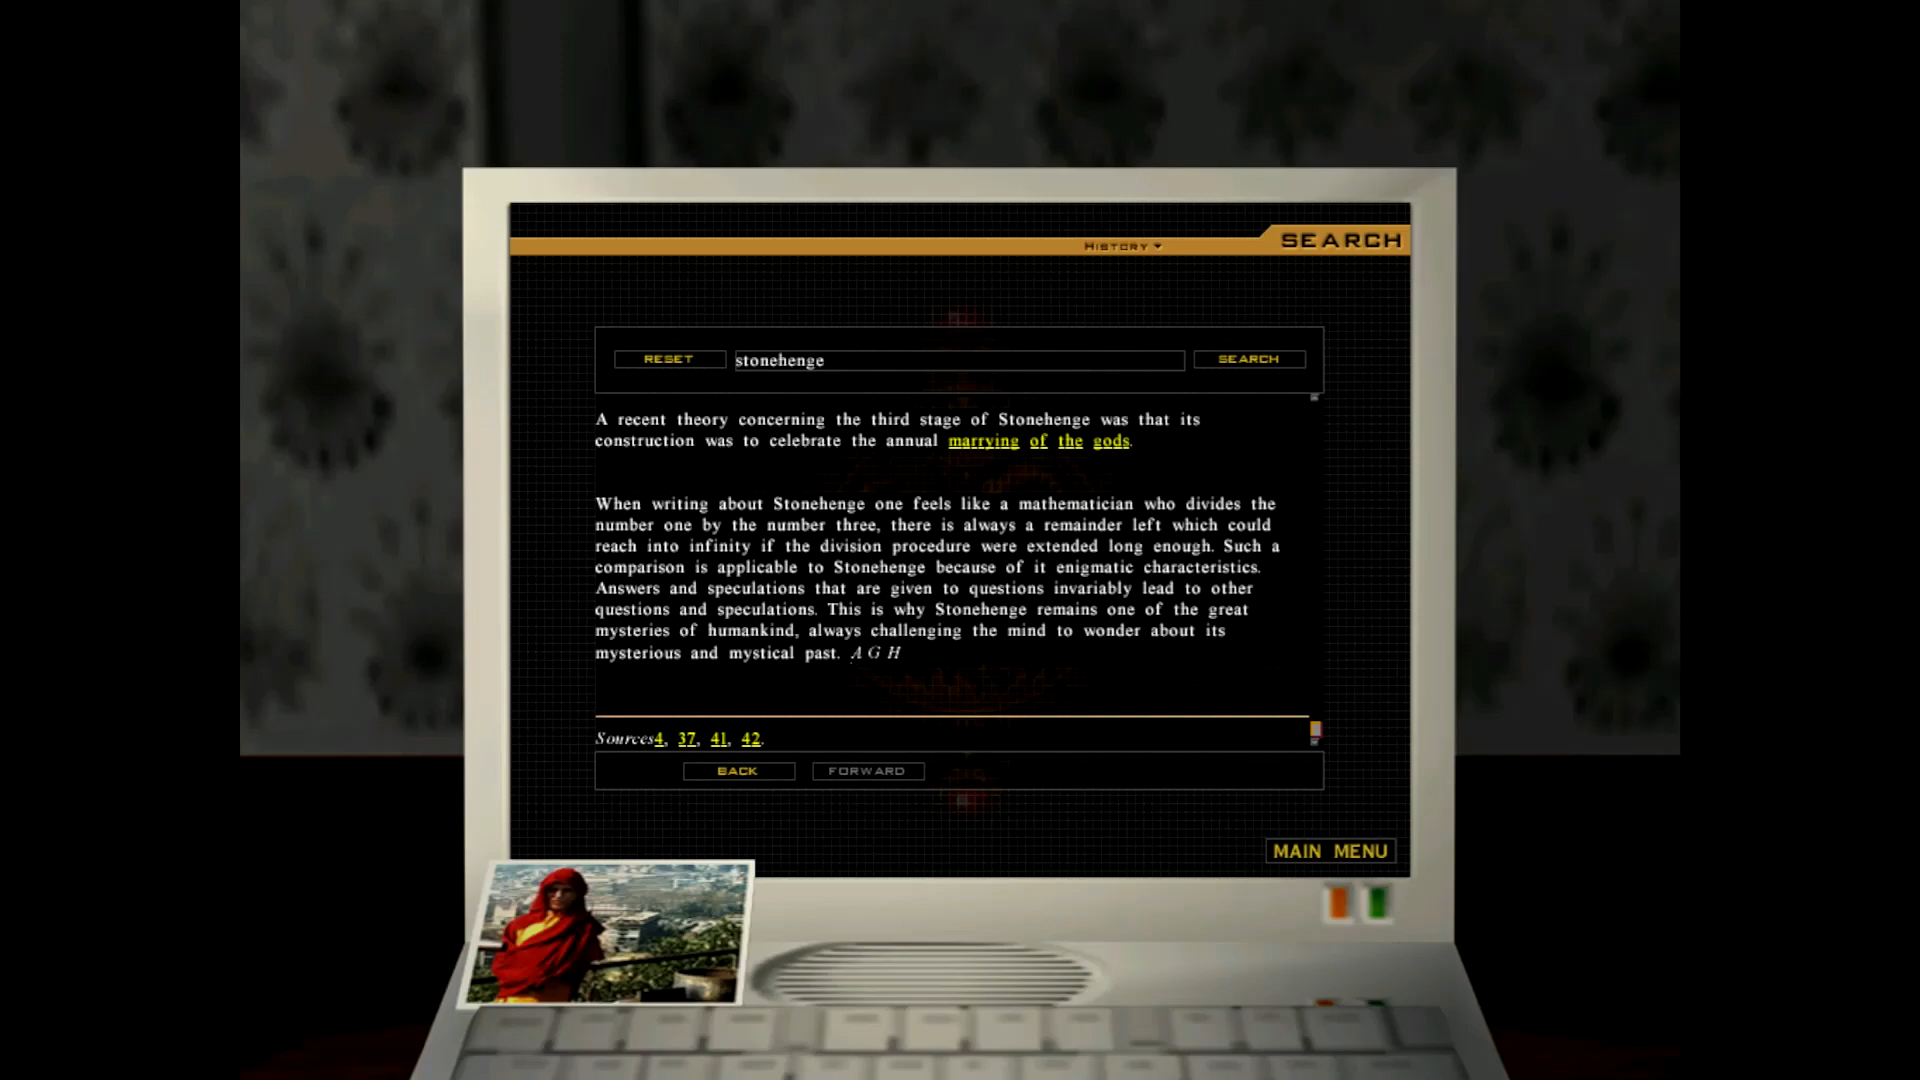 HISTORY ▾
SEARCH
RESET
stonehenge
SEARCH
A recent theory concerning the third stage of Stonehenge was that its
construction was to celebrate the annual marrying of the gods.
When writing about Stonehenge one feels like a mathematician who divides the
number one by the number three, there is always a remainder left which could
reach into infinity if the division procedure were extended long enough. Such a
comparison is applicable to Stonehenge because of it enigmatic characteristics.
Answers and speculations that are given to questions invariably lead to other
questions and speculations. This is why Stonehenge remains one of the great
mysteries of humankind, always challenging the mind to wonder about its
mysterious and mystical past. A G H
Sources4, 37, 41, 42.
BACK
FORWARD
MAIN MENU